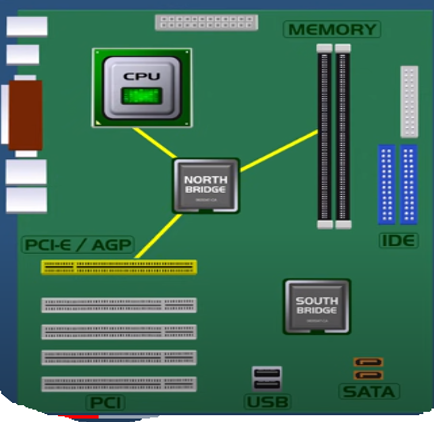 MEMORY
CPU
NORTH
BRIDGE
PCI-E / AGP
IDE
SOUTH
BRIDGE
SATA
PCI
USB